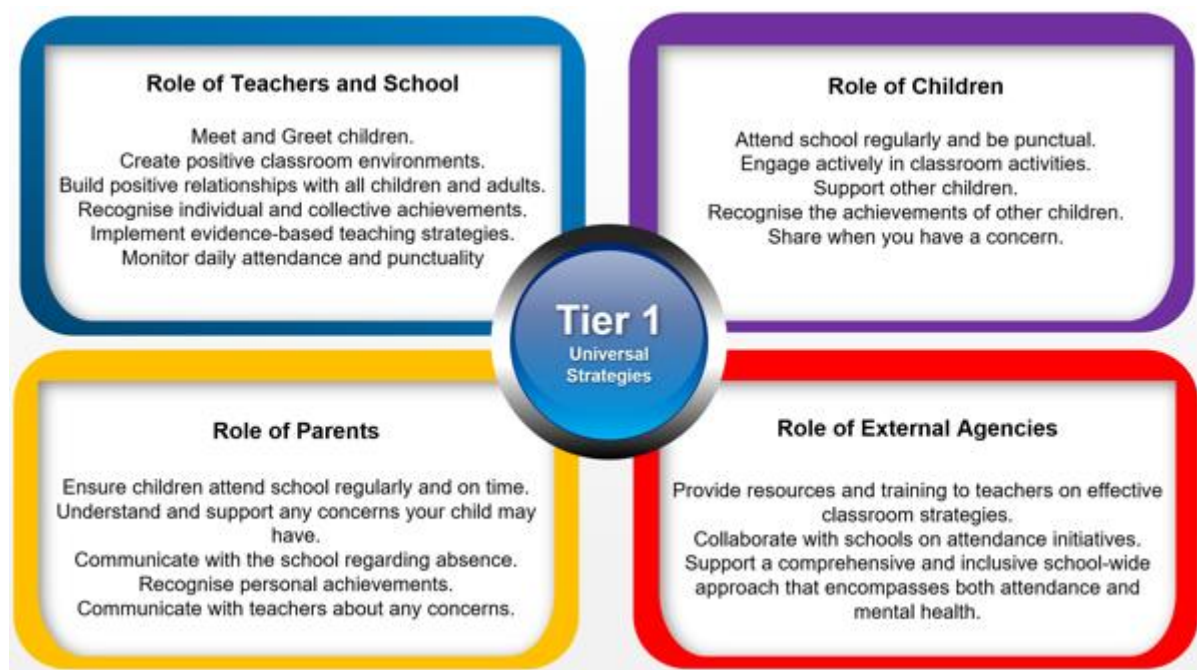 Role of Teachers and School
Meet and Greet children.
Create positive classroom environments.
Build positive relationships with all children and adults.
Recognise individual and collective achievements.
Implement evidence-based teaching strategies.
Monitor daily attendance and punctuality
Role of Children
Attend school regularly and be punctual.
Engage actively in classroom activities.
Support other children.
Recognise the achievements of other children.
Share when you have a concern.
Tier 1
Universal
Strategies
Role of Parents
Ensure children attend school regularly and on time.
Understand and support any concerns your child may
have.
Communicate with the school regarding absence.
Recognise personal achievements.
Communicate with teachers about any concerns.
Role of External Agencies
Provide resources and training to teachers on effective
classroom strategies.
Collaborate with schools on attendance initiatives.
Support a comprehensive and inclusive school-wide
approach that encompasses both attendance and
mental health.